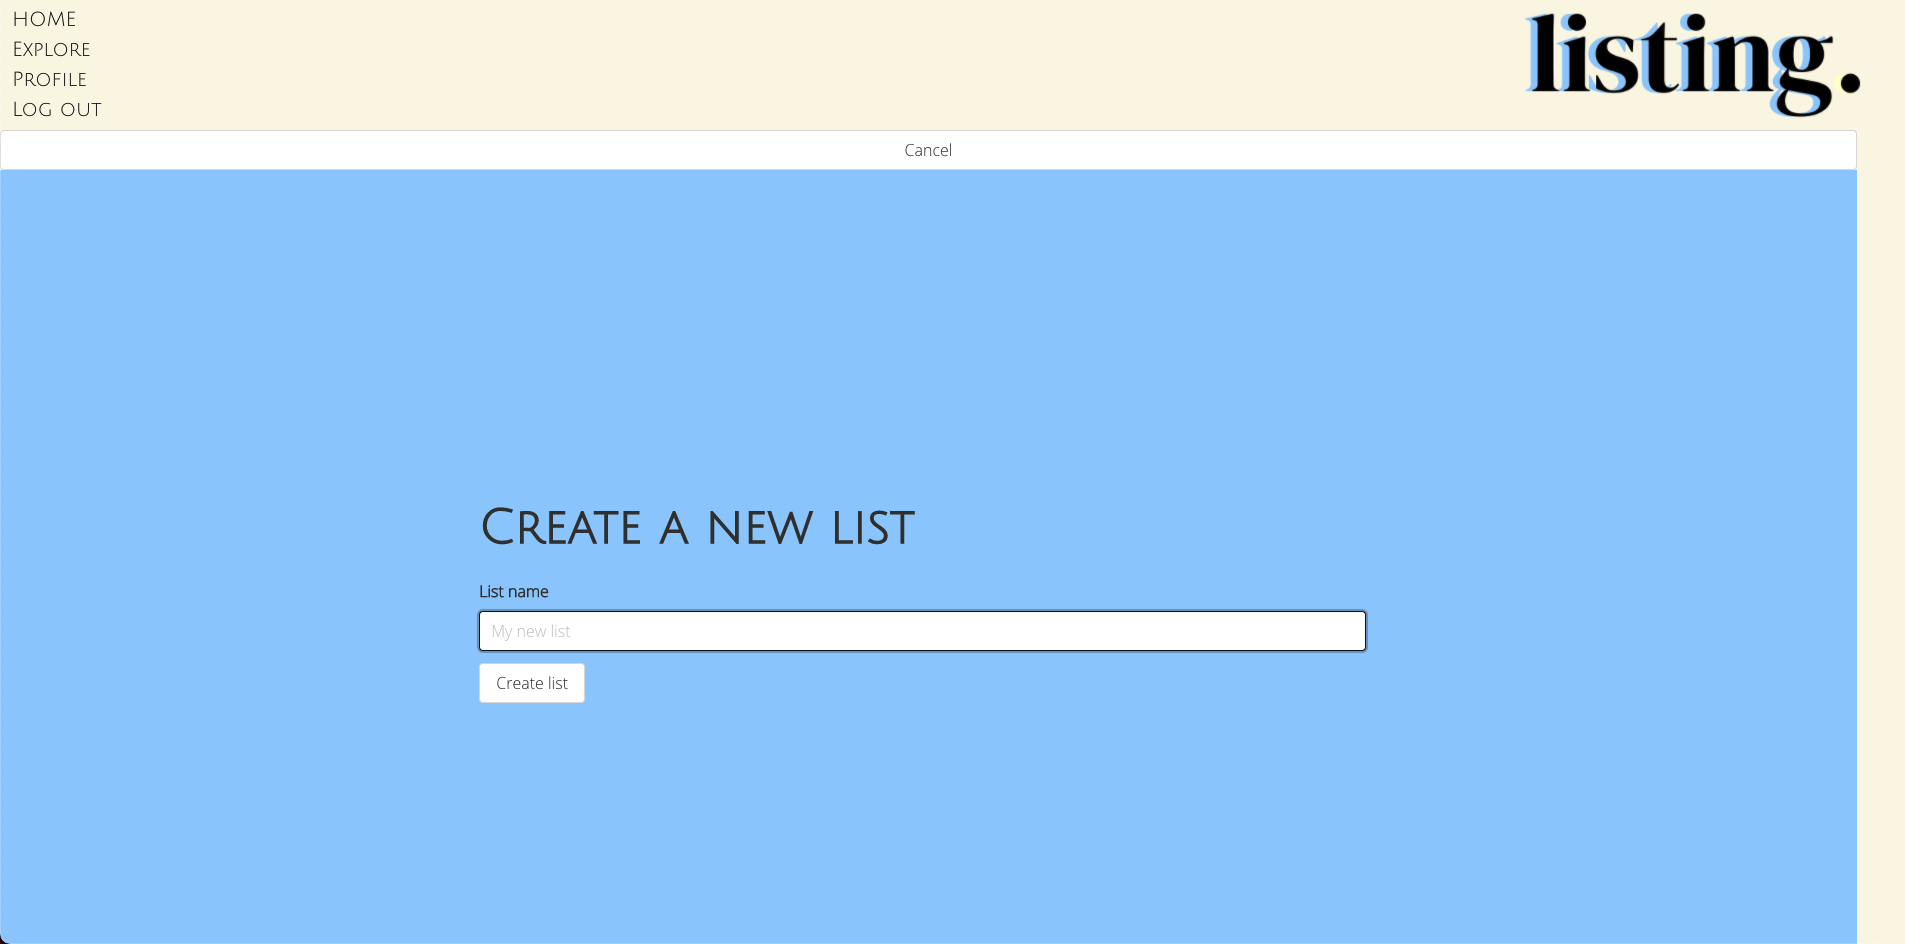 HOME
Explore
Profile
Log out
listing.
Cancel
Create a new list
List name
My new list
Create list